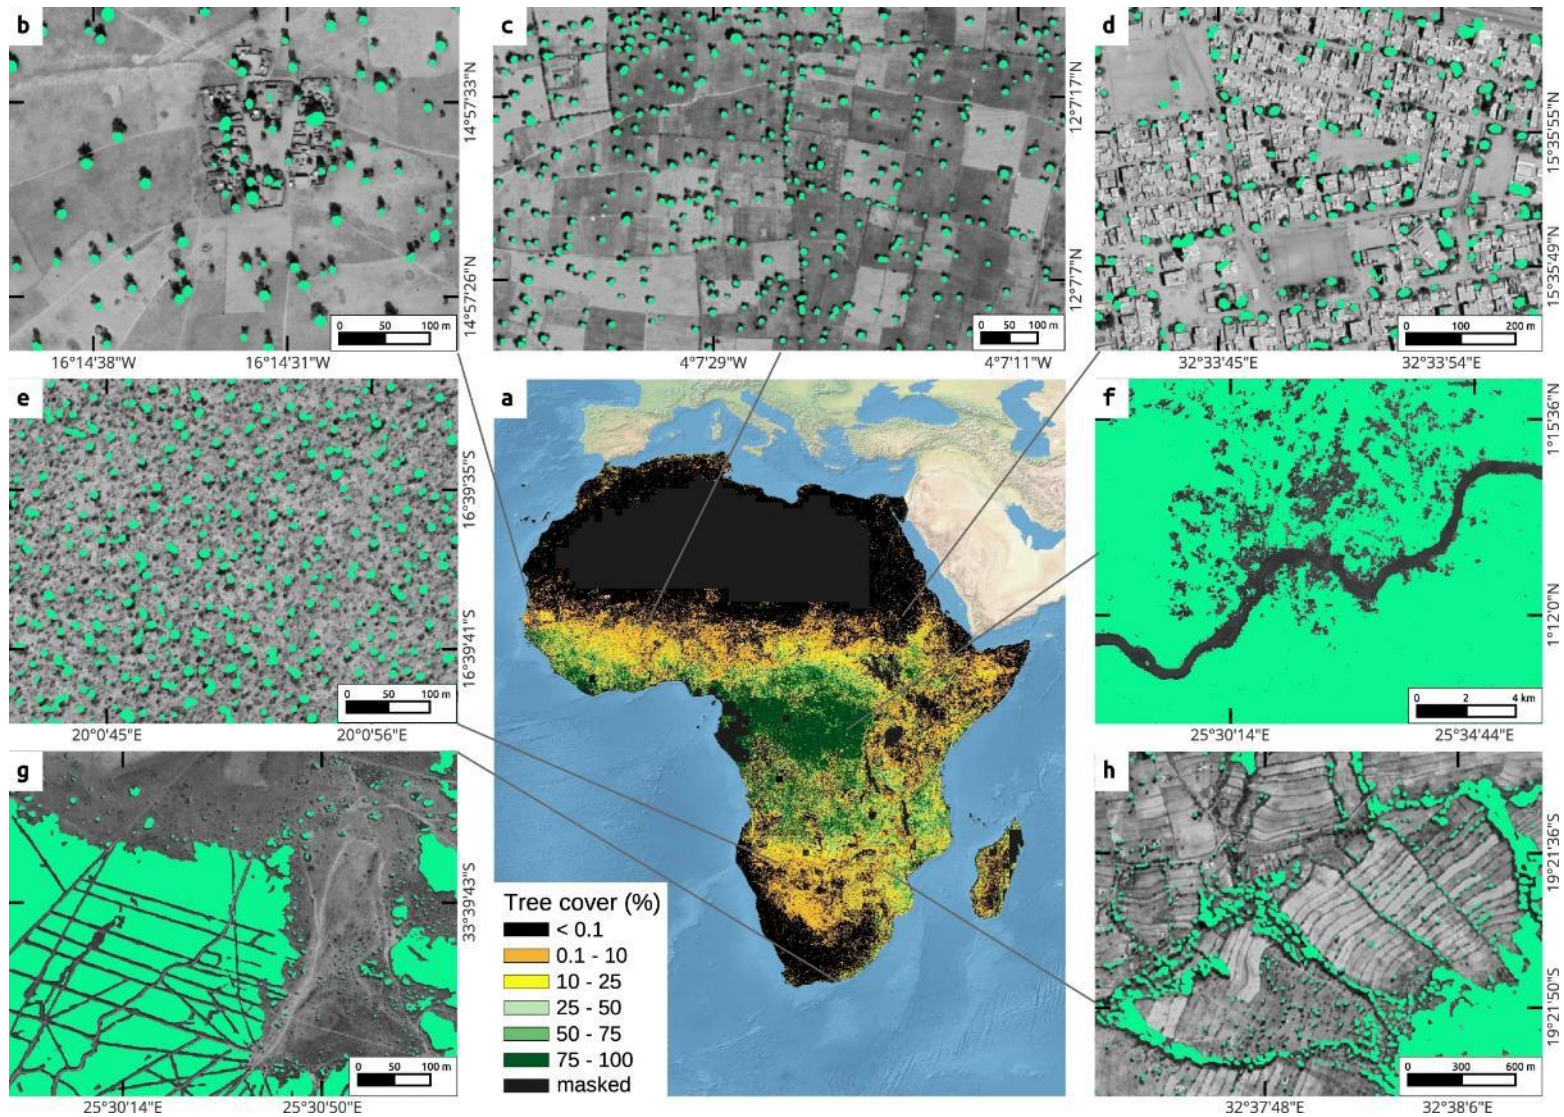 b
14°57'33"N
14°57'26"N
0 50 100 m
16°14'38"W 16°14'31"W
c
12°7'17"N
12°7'7"N
0 50 100 m
4°7'29"W 4°7'11"W
d
15°35'55"N
15°35'49"N
0 100 200 m
32°33'45"E 32°33'54"E
e
16°39'35"S
16°39'41"S
0 50 100 m
20°0'45"E 20°0'56"E
a
Tree cover (%)
< 0.1
0.1 - 10
10 - 25
25 - 50
50 - 75
75 - 100
masked
f
1°15'36"N
1°12'0"N
0 2 4 km
25°30'14"E 25°34'44"E
g
33°39'43"S
0 50 100 m
25°30'14"E 25°30'50"E
h
19°21'36"S
19°21'50"S
0 300 600 m
32°37'48"E 32°38'6"E